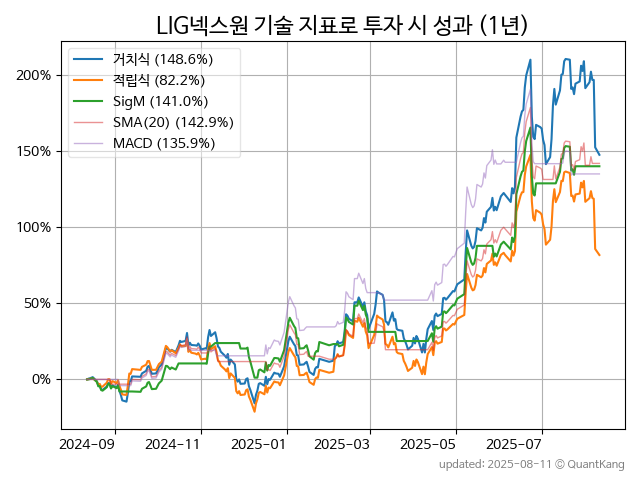 LIG넥스원 기술 지표로 투자 시 성과 (1년)
거치식 (148.6%)
적립식 (82.2%)
SigM (141.0%)
SMA(20) (142.9%)
MACD (135.9%)
200%
150%
100%
50%
0%
2024-09 2024-11 2025-01 2025-03 2025-05 2025-07
updated: 2025-08-11 © QuantKang